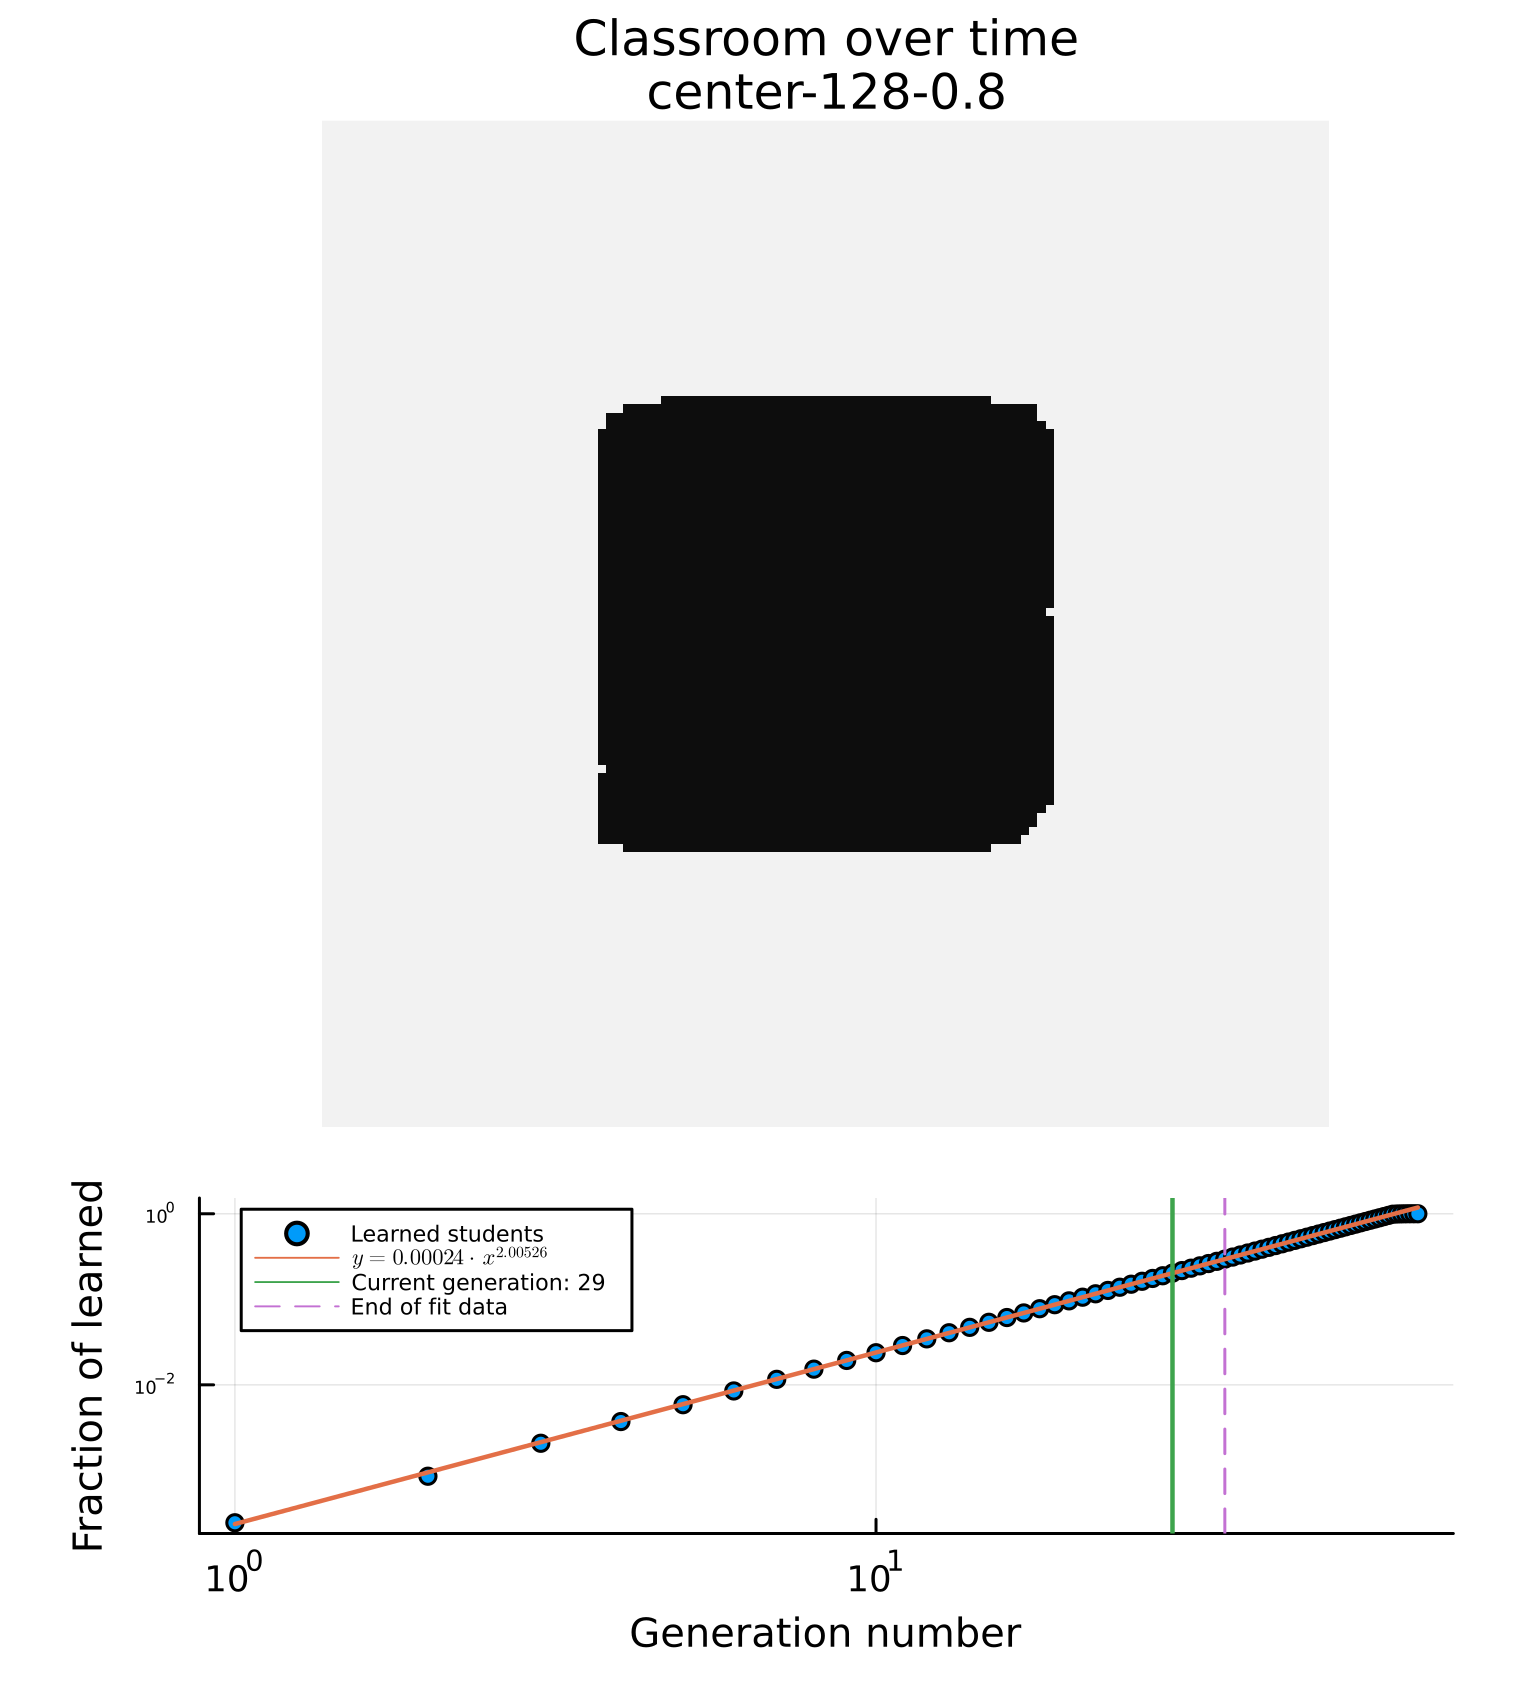 Classroom over time
center-128-0.8
Fraction of learned
10^0
10^-2
Learned students
y = 0.00024 · x^2.00526
Current generation: 29
End of fit data
10^0
10^1
Generation number